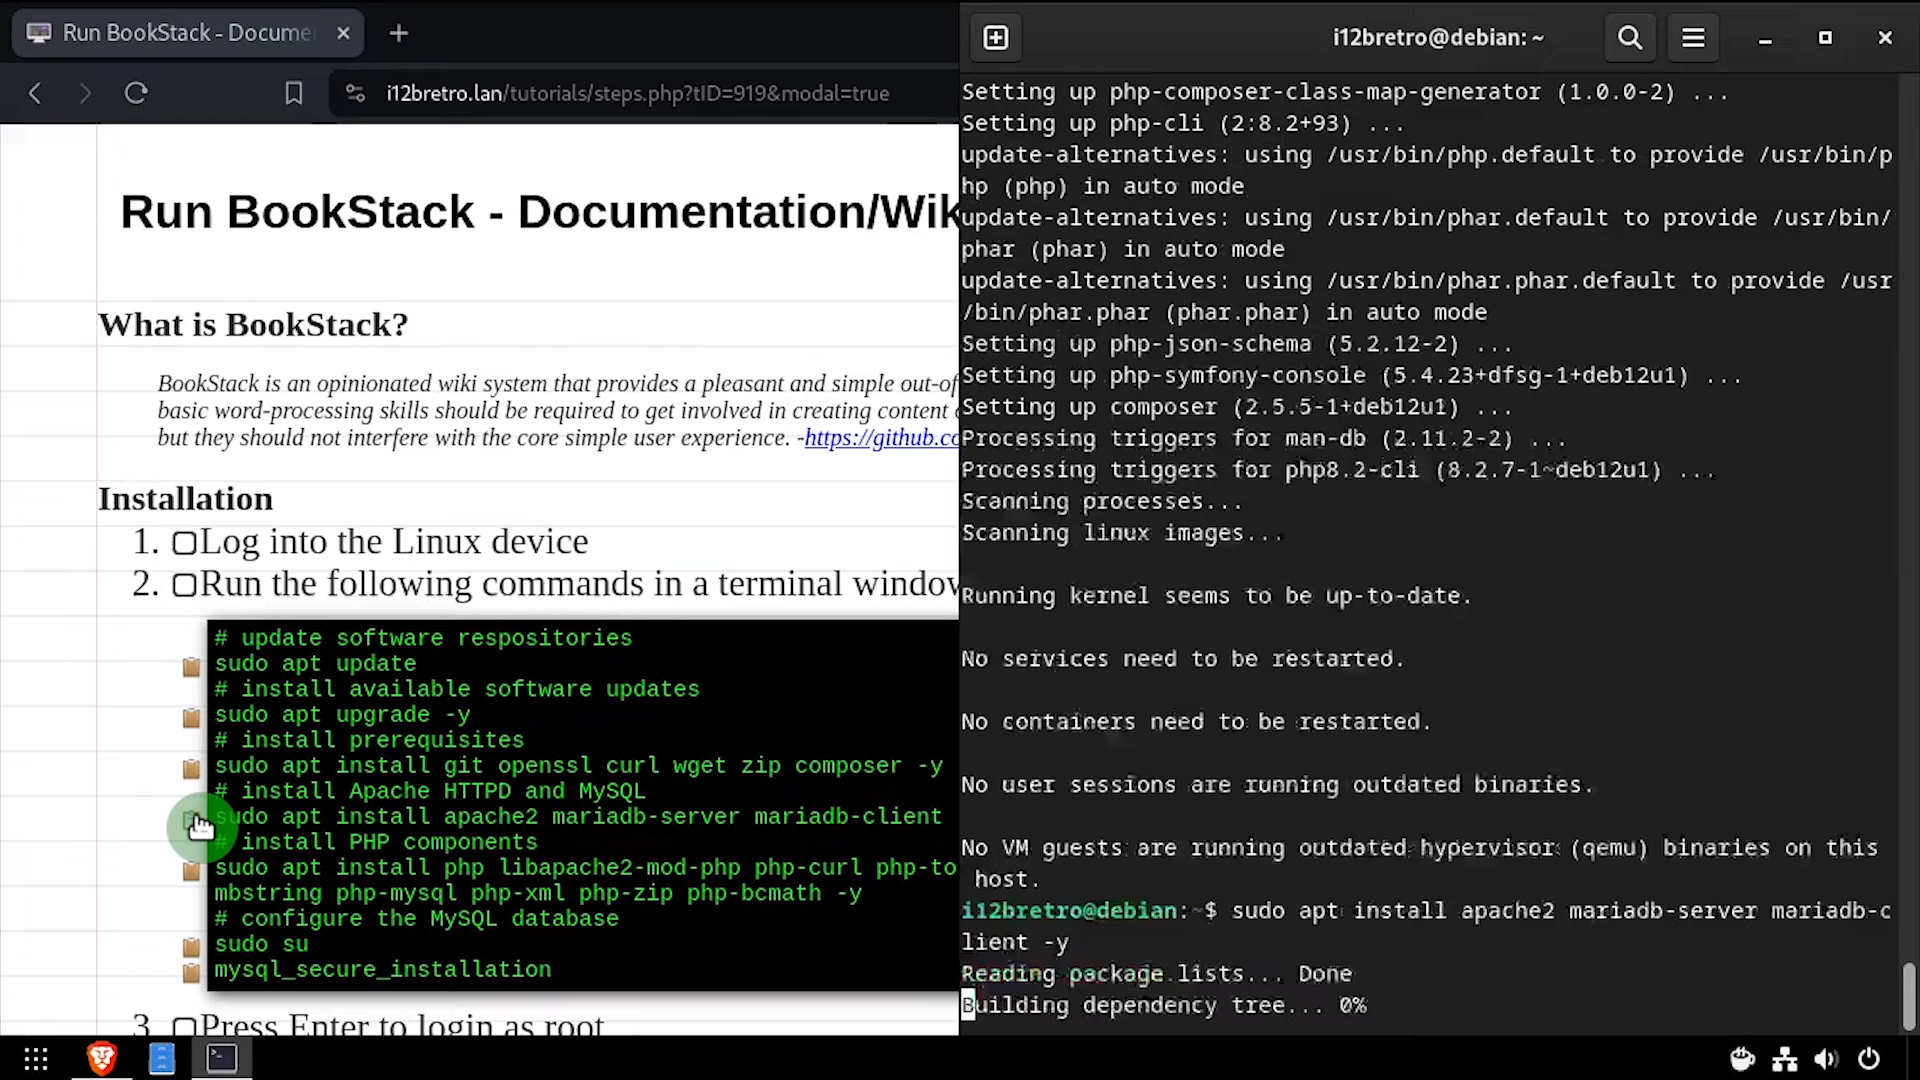 Run BookStack - Docume
i12bretro.lan/tutorials/steps.php?tID=919&modal=true
Run BookStack - Documentation/Wik
What is BookStack?
BookStack is an opinionated wiki system that provides a pleasant and simple out-of
basic word-processing skills should be required to get involved in creating content
but they should not interfere with the core simple user experience. -https://github.co
Installation
1. Log into the Linux device
2. Run the following commands in a terminal window
# update software respositories
sudo apt update
# install available software updates
sudo apt upgrade -y
# install prerequisites
sudo apt install git openssl curl wget zip composer -y
# install Apache HTTPD and MySQL
sudo apt install apache2 mariadb-server mariadb-client
# install PHP components
sudo apt install php libapache2-mod-php php-curl php-to
mbstring php-mysql php-xml php-zip php-bcmath -y
# configure the MySQL database
sudo su
mysql_secure_installation
3. Press Enter to login as root
i12bretro@debian: ~
Setting up php-composer-class-map-generator (1.0.0-2) ...
Setting up php-cli (2:8.2+93) ...
update-alternatives: using /usr/bin/php.default to provide /usr/bin/p
hp (php) in auto mode
update-alternatives: using /usr/bin/phar.default to provide /usr/bin/
phar (phar) in auto mode
update-alternatives: using /usr/bin/phar.phar.default to provide /usr
/bin/phar.phar (phar.phar) in auto mode
Setting up php-json-schema (5.2.12-2) ...
Setting up php-symfony-console (5.4.23+dfsg-1+deb12u1) ...
Setting up composer (2.5.5-1+deb12u1) ...
Processing triggers for man-db (2.11.2-2) ...
Processing triggers for php8.2-cli (8.2.7-1~deb12u1) ...
Scanning processes...
Scanning linux images...
Running kernel seems to be up-to-date.
No services need to be restarted.
No containers need to be restarted.
No user sessions are running outdated binaries.
No VM guests are running outdated hypervisor (qemu) binaries on this
host.
i12bretro@debian:~$ sudo apt install apache2 mariadb-server mariadb-c
lient -y
Reading package lists... Done
Building dependency tree... 0%